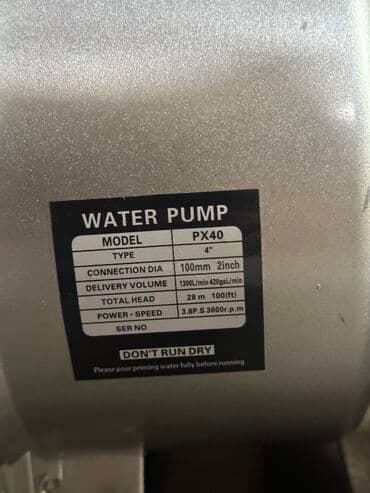 WATER PUMP
MODEL PX40
TYPE 4"
CONNECTION DIA 100mm 2inch
DELIVERY VOLUME 1300L/min 420gal/min
TOTAL HEAD 28 m 100(ft)
POWER · SPEED 3.8P.S 3600r.p.m
SER NO
DON'T RUN DRY
Please pour prining water fully before running.